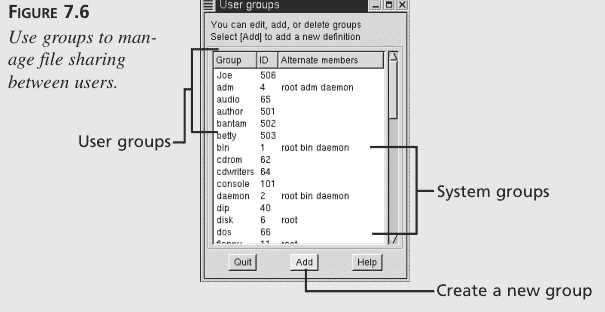 FIGURE 7.6
Use groups to man-
age file sharing
between users.
User groups
You can edit, add, or delete groups
Select [Add] to add a new definition
Group ID Alternate members
Joe 506
adm 4 root adm daemon
audio 65
author 501
bantam 502
betty 503
bin 1 root bin daemon
cdrom 62
cdwriters 64
console 101
daemon 2 root bin daemon
dip 40
disk 6 root
dos 66
floppy 11 root
Quit Add Help
User groups
System groups
Create a new group